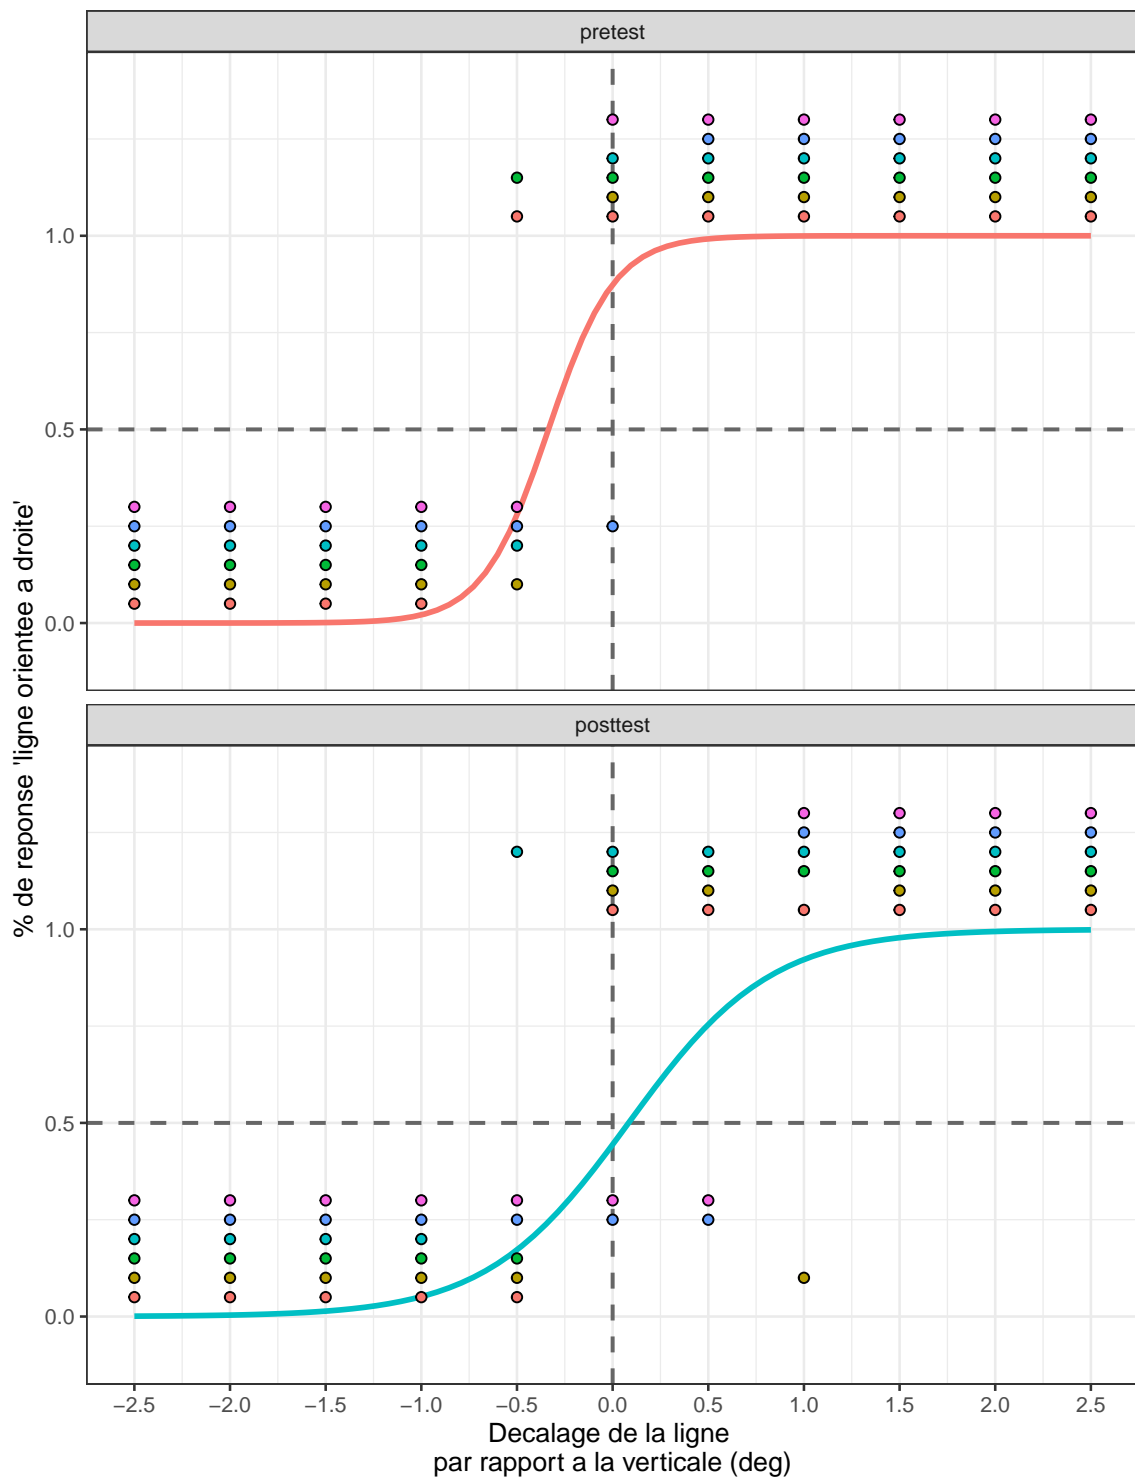 pretest
1.0
0.5
0.0
% de reponse 'ligne orientee a droite'
posttest
1.0
0.5
0.0
−2.5 −2.0 −1.5 −1.0 −0.5 0.0 0.5 1.0 1.5 2.0 2.5
Decalage de la ligne
par rapport a la verticale (deg)